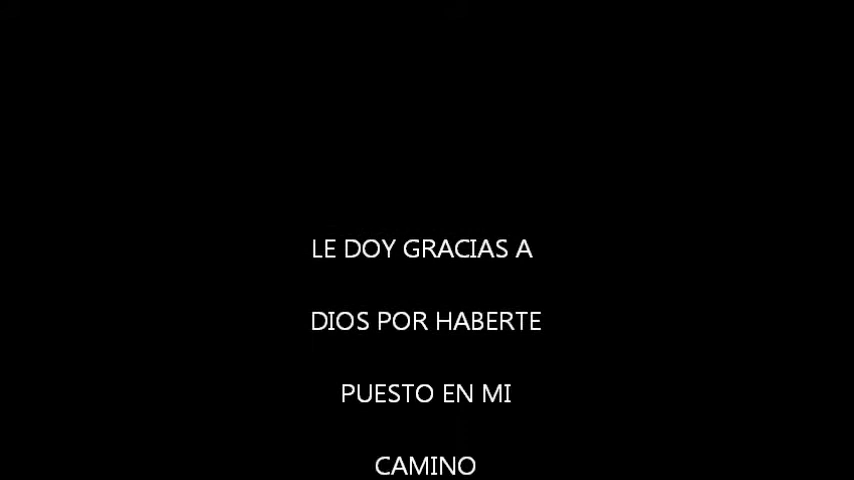 LE DOY GRACIAS A
DIOS POR HABERTE
PUESTO EN MI
CAMINO